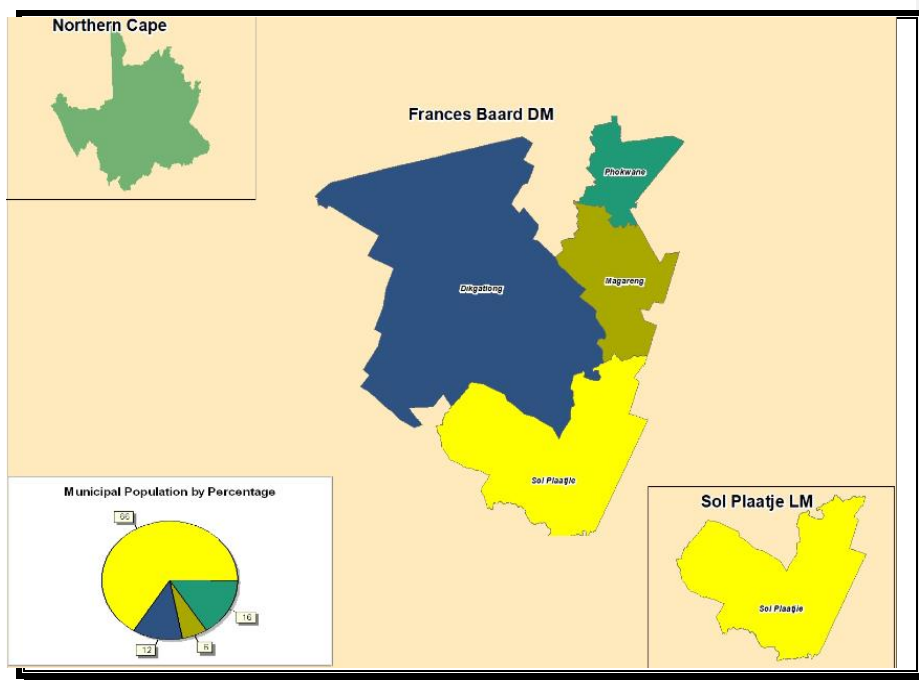 Northern Cape
Frances Baard DM
Phokwane
Magareng
Dikgatlong
Sol Plaatje
Municipal Population by Percentage
66
16
12
6
Sol Plaatje LM
Sol Plaatje